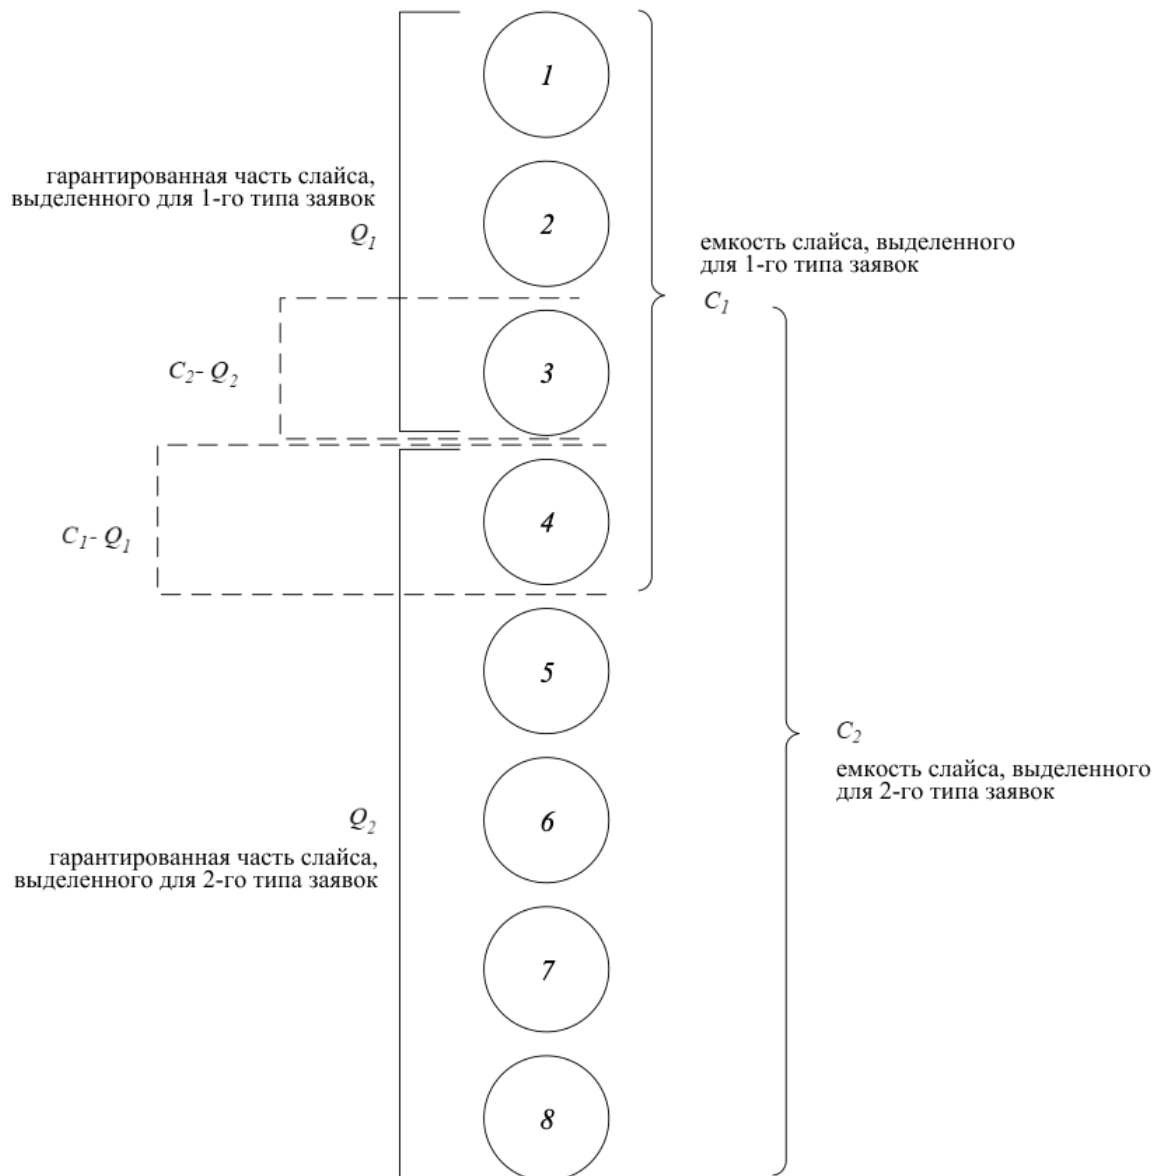 1
гарантированная часть слайса,
выделенного для 1-го типа заявок
Q1
2
емкость слайса, выделенного
для 1-го типа заявок
C1
C2- Q2
3
C1- Q1
4
5
C2
емкость слайса, выделенного
для 2-го типа заявок
Q2
гарантированная часть слайса,
выделенного для 2-го типа заявок
6
7
8